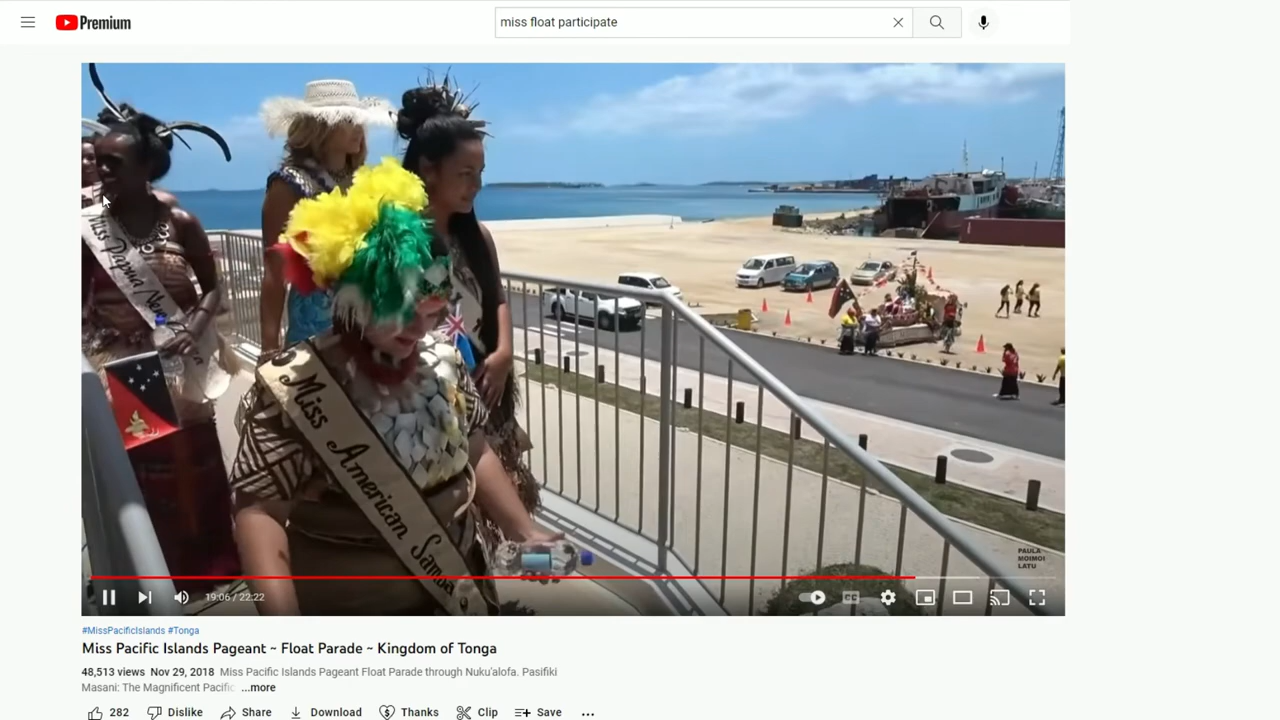 Premium
miss float participate
Miss Papua Ne
Miss American Samoa
PAULA
MOIMOI
LATU
19:06 / 22:22
CC
#MissPacificIslands #Tonga
Miss Pacific Islands Pageant ~ Float Parade ~ Kingdom of Tonga
48,513 views Nov 29, 2018 Miss Pacific Islands Pageant Float Parade through Nuku'alofa. Pasifiki
Masani: The Magnificent Pacific ...more
282 Dislike Share Download Thanks Clip Save ...